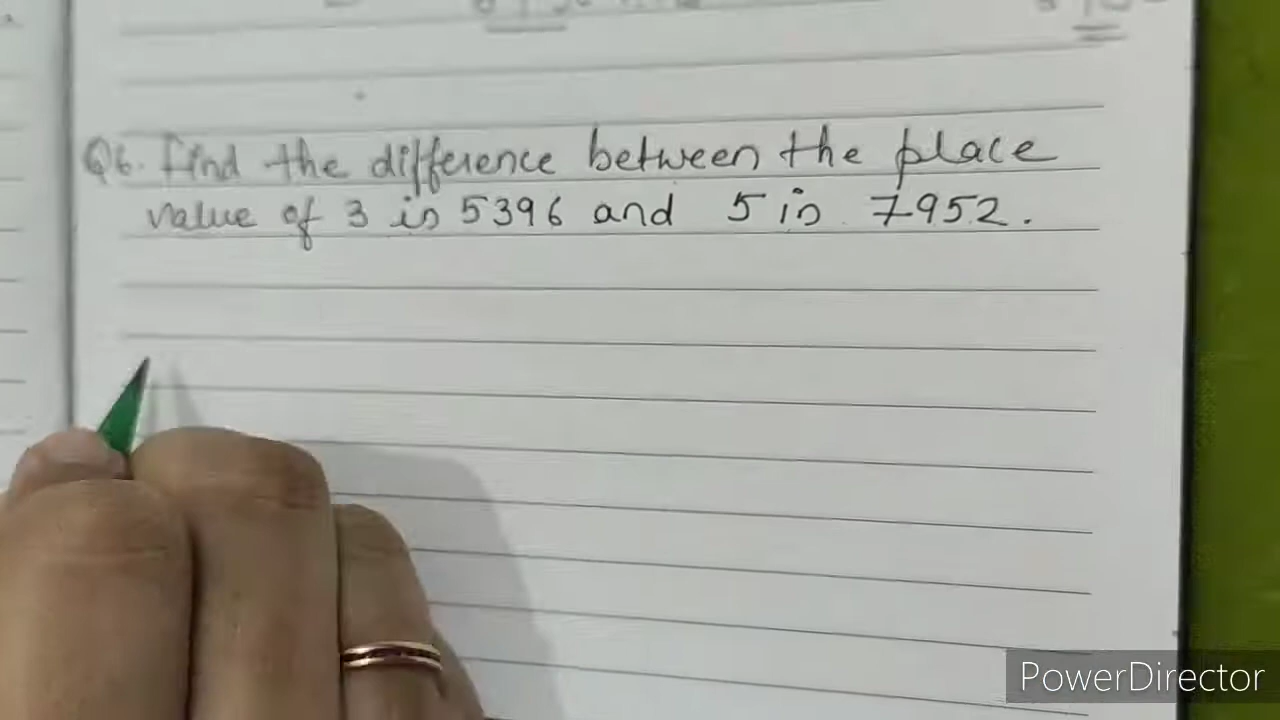 Q6. Find the difference between the place
value of 3 in 5396 and 5 in 7952.
PowerDirector